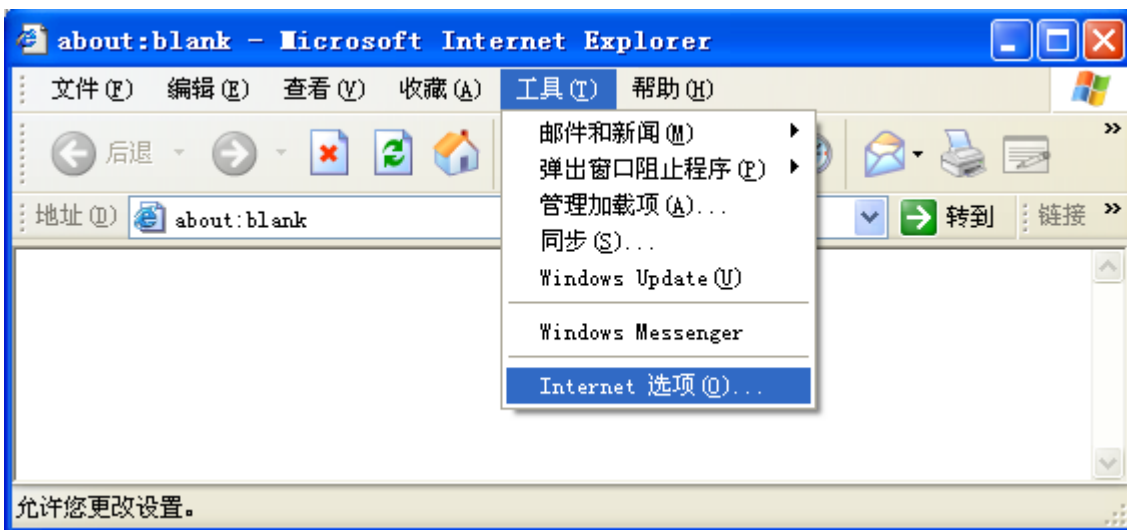 about:blank - Microsoft Internet Explorer
文件(F) 编辑(E) 查看(V) 收藏(A) 工具(T) 帮助(H)
后退
邮件和新闻(M)
弹出窗口阻止程序(P)
管理加载项(A)...
同步(S)...
Windows Update(U)
Windows Messenger
Internet 选项(O)...
地址(D) about:blank 转到 链接 »
允许您更改设置。